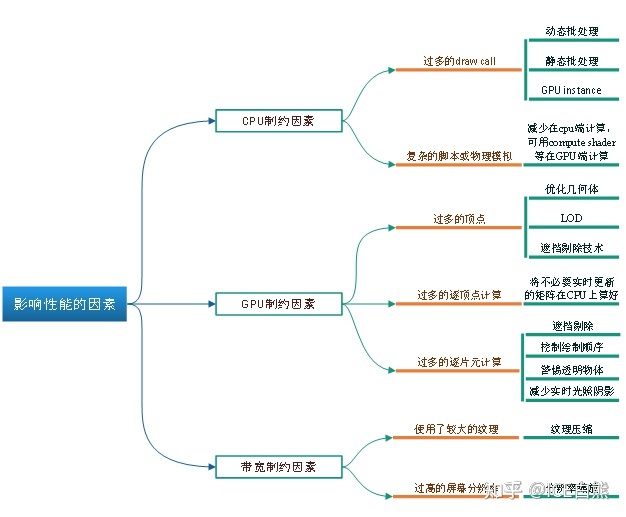 影响性能的因素
CPU制约因素
过多的draw call
动态批处理
静态批处理
GPU instance
复杂的脚本或物理模拟
减少在cpu端计算,
可用compute shader
等在GPU端计算
GPU制约因素
过多的顶点
优化几何体
LOD
遮挡剔除技术
过多的逐顶点计算
将不必要实时更新
的矩阵在CPU上算好
过多的逐片元计算
遮挡剔除
控制绘制顺序
警惕透明物体
减少实时光照阴影
带宽制约因素
使用了较大的纹理
纹理压缩
过高的屏幕分辨率
知乎